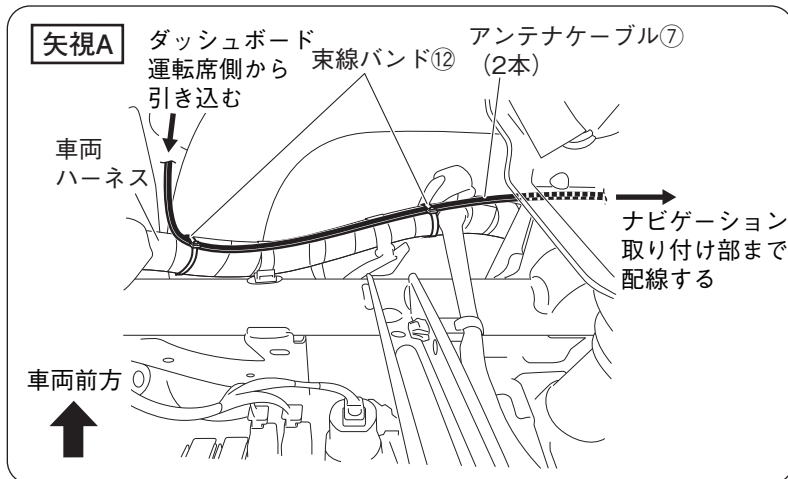 矢視A
ダッシュボード
運転席側から
引き込む
束線バンド⑫
アンテナケーブル⑦
（2本）
車両
ハーネス
ナビゲーション
取り付け部まで
配線する
車両前方